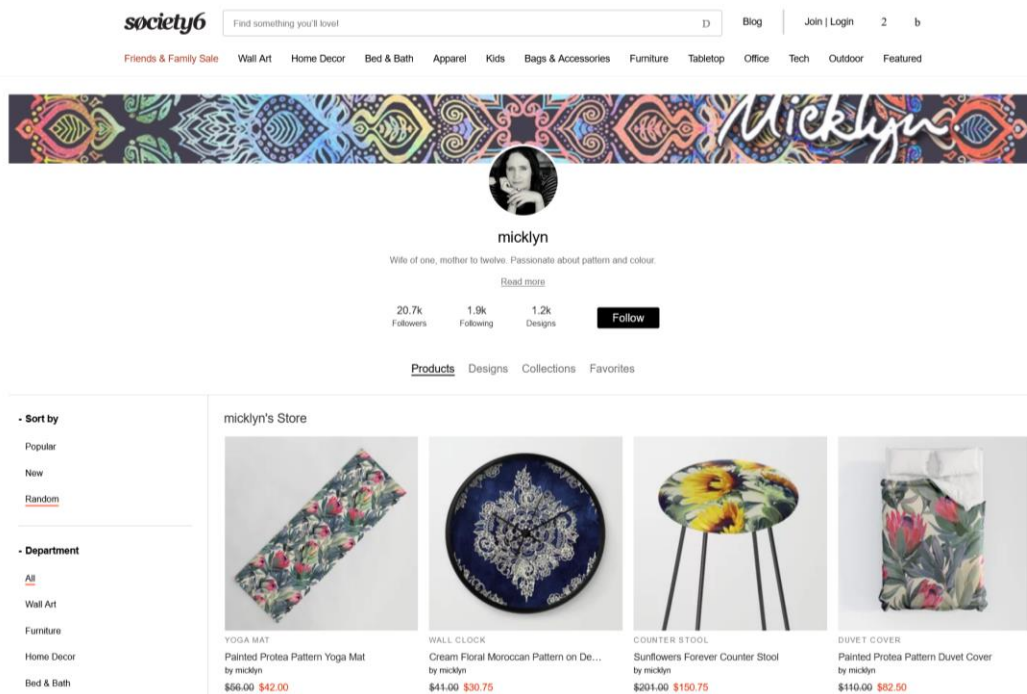 søciety6
Find something you'll love!
D
Blog
Join | Login
2
b
Friends & Family Sale
Wall Art
Home Decor
Bed & Bath
Apparel
Kids
Bags & Accessories
Furniture
Tabletop
Office
Tech
Outdoor
Featured
Micklyn
micklyn
Wife of one, mother to twelve. Passionate about pattern and colour.
Read more
20.7k
Followers
1.9k
Following
1.2k
Designs
Follow
Products
Designs
Collections
Favorites
- Sort by
Popular
New
Random
- Department
All
Wall Art
Furniture
Home Decor
Bed & Bath
micklyn's Store
YOGA MAT
Painted Protea Pattern Yoga Mat
by micklyn
$56.00 $42.00
WALL CLOCK
Cream Floral Moroccan Pattern on De...
by micklyn
$41.00 $30.75
COUNTER STOOL
Sunflowers Forever Counter Stool
by micklyn
$201.00 $150.75
DUVET COVER
Painted Protea Pattern Duvet Cover
by micklyn
$110.00 $82.50